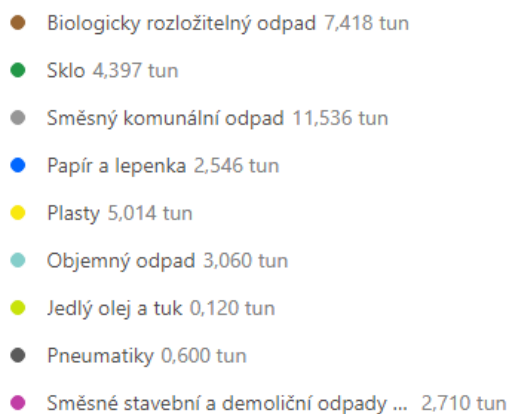 Biologicky rozložitelný odpad 7,418 tun
Sklo 4,397 tun
Směsný komunální odpad 11,536 tun
Papír a lepenka 2,546 tun
Plasty 5,014 tun
Objemný odpad 3,060 tun
Jedlý olej a tuk 0,120 tun
Pneumatiky 0,600 tun
Směsné stavební a demoliční odpady ... 2,710 tun